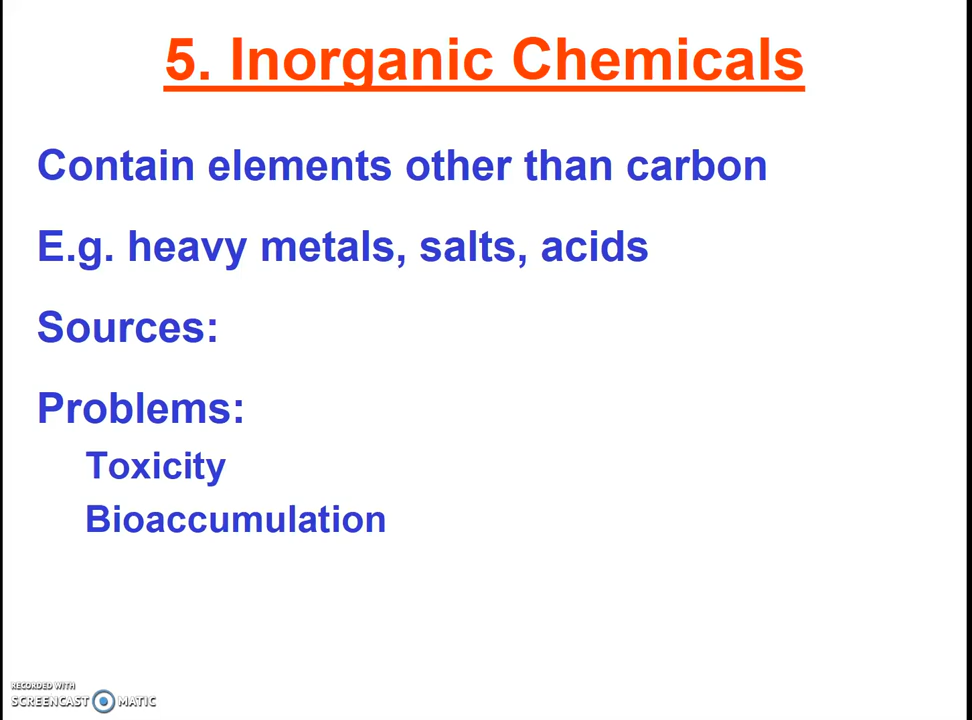 5. Inorganic Chemicals
Contain elements other than carbon
E.g. heavy metals, salts, acids
Sources:
Problems:
Toxicity
Bioaccumulation
RECORDED WITH
SCREENCAST MATIC